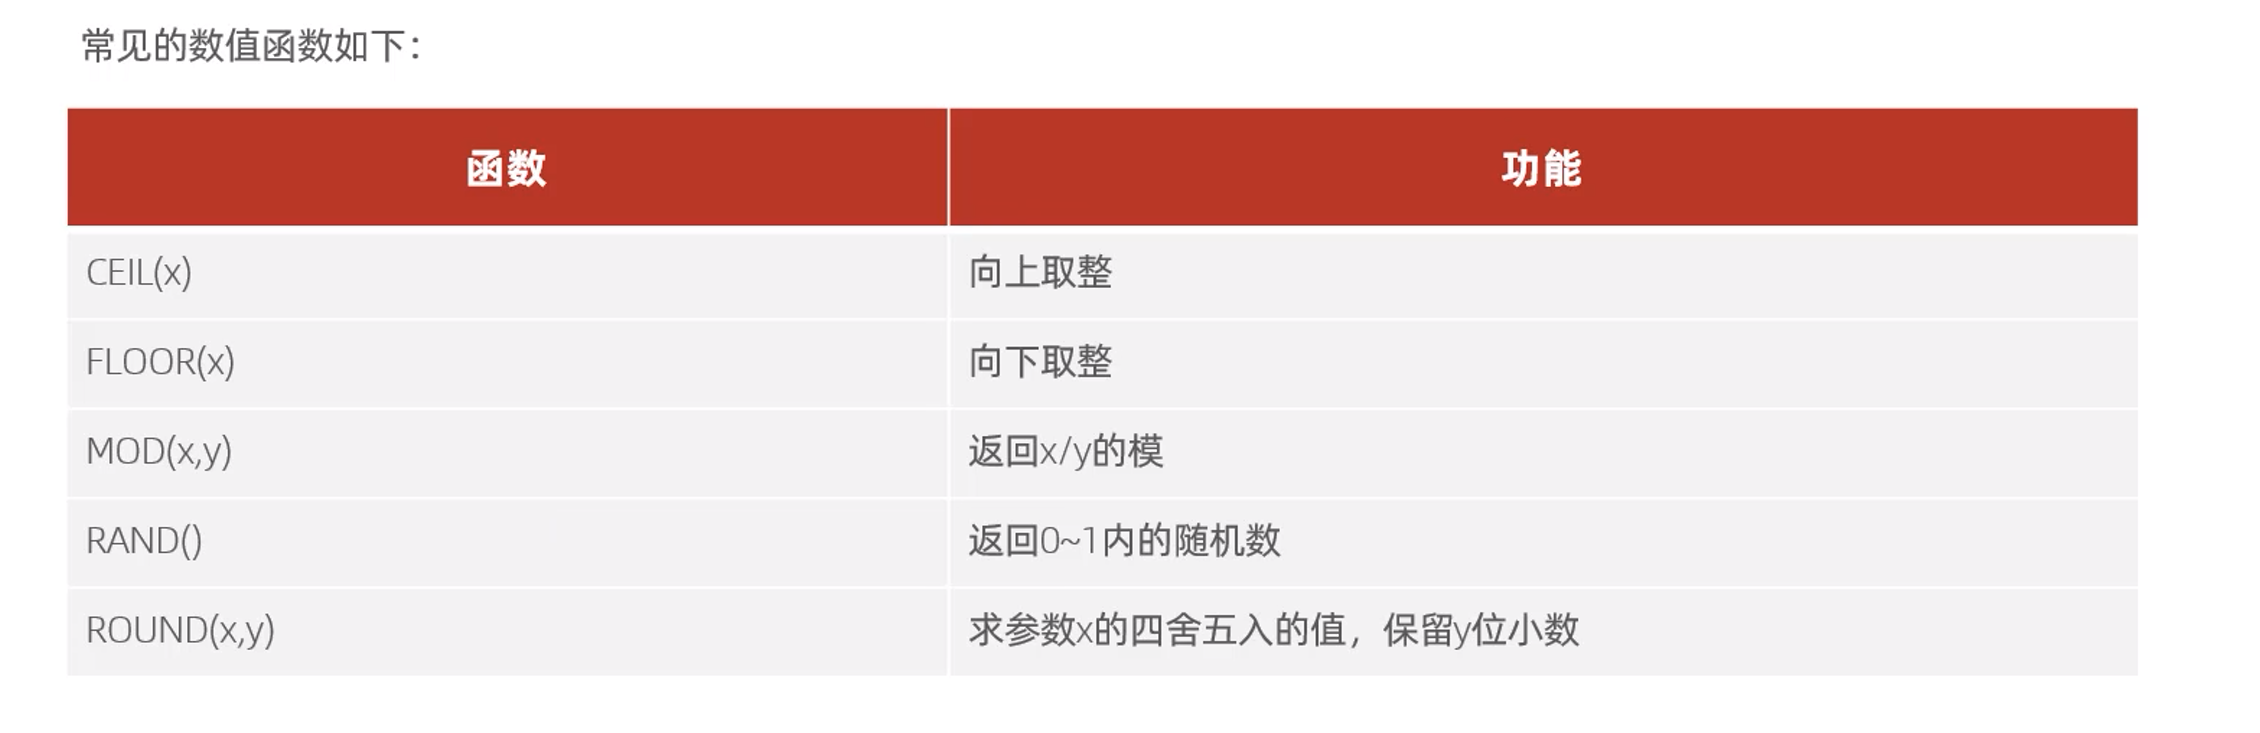 常见的数值函数如下：
函数 功能
CEIL(x) 向上取整
FLOOR(x) 向下取整
MOD(x,y) 返回x/y的模
RAND() 返回0~1内的随机数
ROUND(x,y) 求参数x的四舍五入的值，保留y位小数